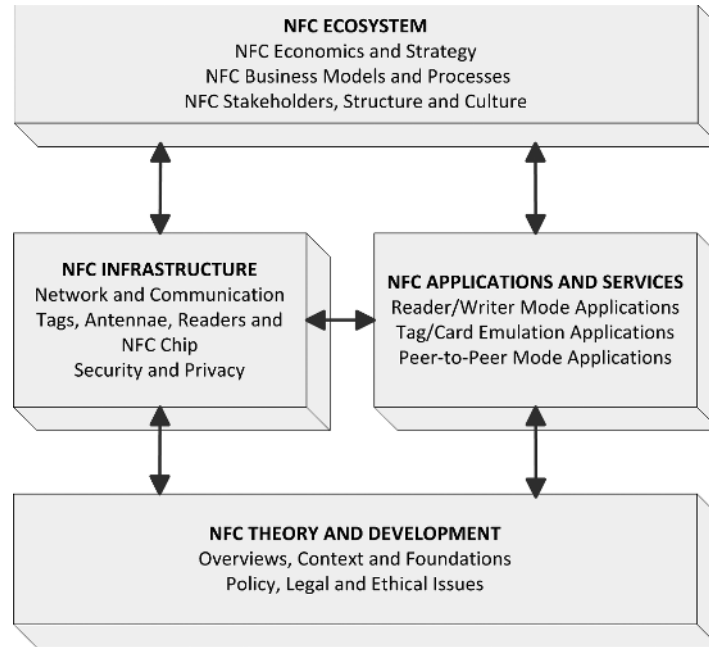 NFC ECOSYSTEM
NFC Economics and Strategy
NFC Business Models and Processes
NFC Stakeholders, Structure and Culture
NFC INFRASTRUCTURE
Network and Communication
Tags, Antennae, Readers and
NFC Chip
Security and Privacy
NFC APPLICATIONS AND SERVICES
Reader/Writer Mode Applications
Tag/Card Emulation Applications
Peer-to-Peer Mode Applications
NFC THEORY AND DEVELOPMENT
Overviews, Context and Foundations
Policy, Legal and Ethical Issues